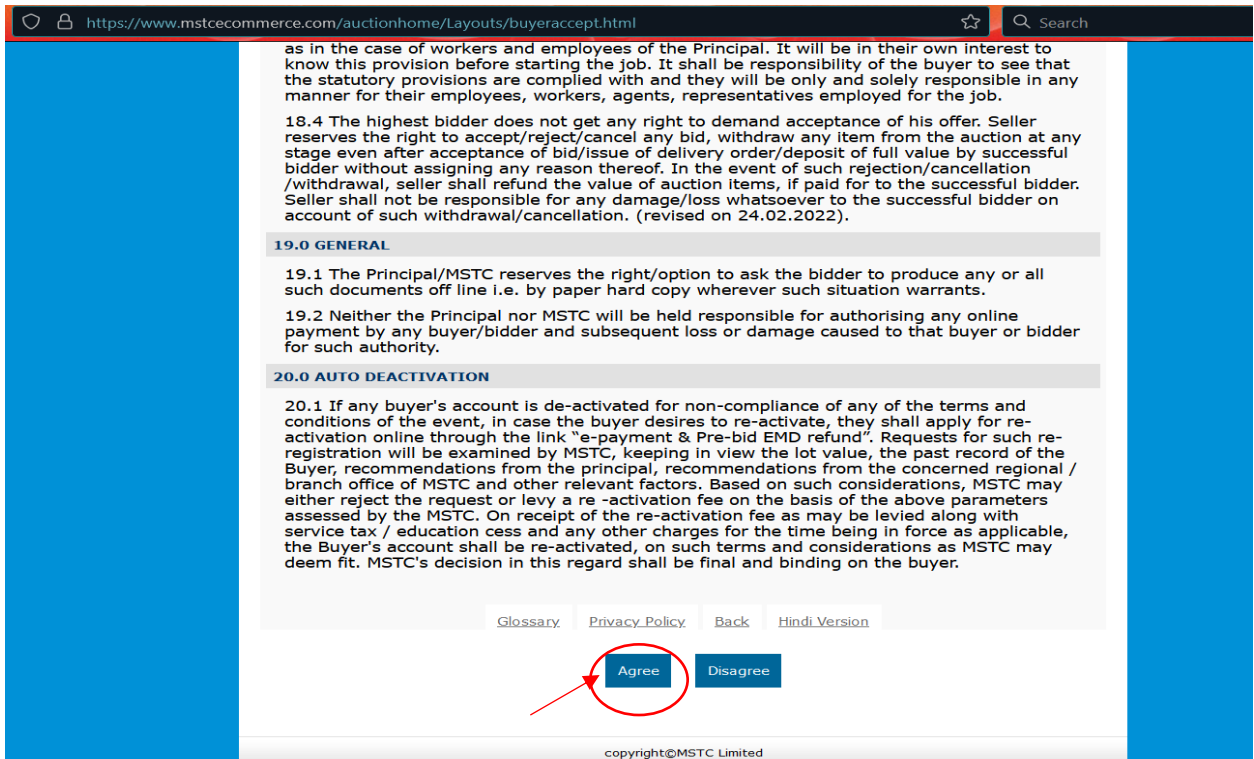 https://www.mstcecommerce.com/auctionhome/Layouts/buyeraccept.html
Search
as in the case of workers and employees of the Principal. It will be in their own interest to
know this provision before starting the job. It shall be responsibility of the buyer to see that
the statutory provisions are complied with and they will be only and solely responsible in any
manner for their employees, workers, agents, representatives employed for the job.
18.4 The highest bidder does not get any right to demand acceptance of his offer. Seller
reserves the right to accept/reject/cancel any bid, withdraw any item from the auction at any
stage even after acceptance of bid/issue of delivery order/deposit of full value by successful
bidder without assigning any reason thereof. In the event of such rejection/cancellation
/withdrawal, seller shall refund the value of auction items, if paid for to the successful bidder.
Seller shall not be responsible for any damage/loss whatsoever to the successful bidder on
account of such withdrawal/cancellation. (revised on 24.02.2022).
19.0 GENERAL
19.1 The Principal/MSTC reserves the right/option to ask the bidder to produce any or all
such documents off line i.e. by paper hard copy wherever such situation warrants.
19.2 Neither the Principal nor MSTC will be held responsible for authorising any online
payment by any buyer/bidder and subsequent loss or damage caused to that buyer or bidder
for such authority.
20.0 AUTO DEACTIVATION
20.1 If any buyer's account is de-activated for non-compliance of any of the terms and
conditions of the event, in case the buyer desires to re-activate, they shall apply for re-
activation online through the link “e-payment & Pre-bid EMD refund”. Requests for such re-
registration will be examined by MSTC, keeping in view the lot value, the past record of the
Buyer, recommendations from the principal, recommendations from the concerned regional /
branch office of MSTC and other relevant factors. Based on such considerations, MSTC may
either reject the request or levy a re -activation fee on the basis of the above parameters
assessed by the MSTC. On receipt of the re-activation fee as may be levied along with
service tax / education cess and any other charges for the time being in force as applicable,
the Buyer's account shall be re-activated, on such terms and considerations as MSTC may
deem fit. MSTC's decision in this regard shall be final and binding on the buyer.
Glossary Privacy Policy Back Hindi Version
Agree Disagree
copyright©MSTC Limited